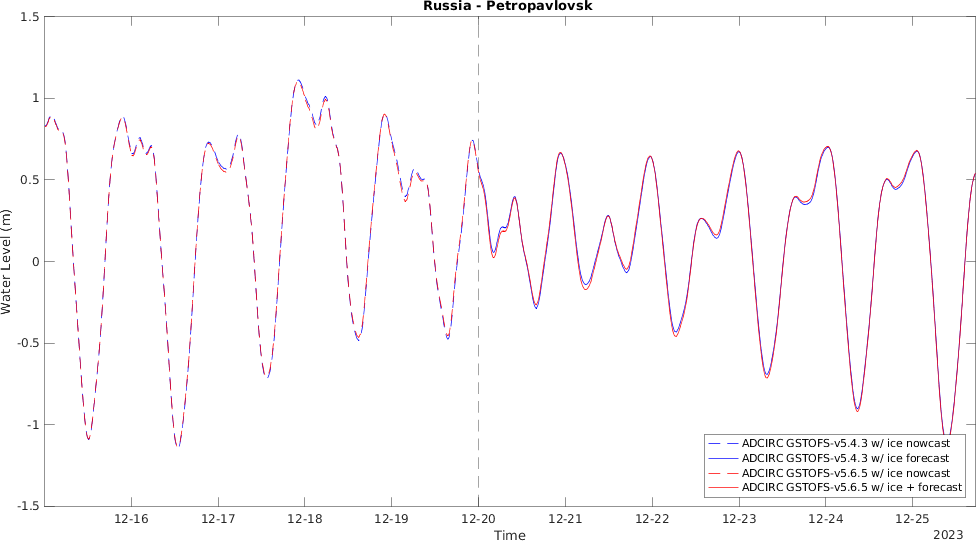 Russia - Petropavlovsk
1.5
1
0.5
0
-0.5
-1
-1.5
Water Level (m)
ADCIRC GSTOFS-v5.4.3 w/ ice nowcast
ADCIRC GSTOFS-v5.4.3 w/ ice forecast
ADCIRC GSTOFS-v5.6.5 w/ ice nowcast
ADCIRC GSTOFS-v5.6.5 w/ ice + forecast
12-16 12-17 12-18 12-19 12-20 12-21 12-22 12-23 12-24 12-25
Time
2023